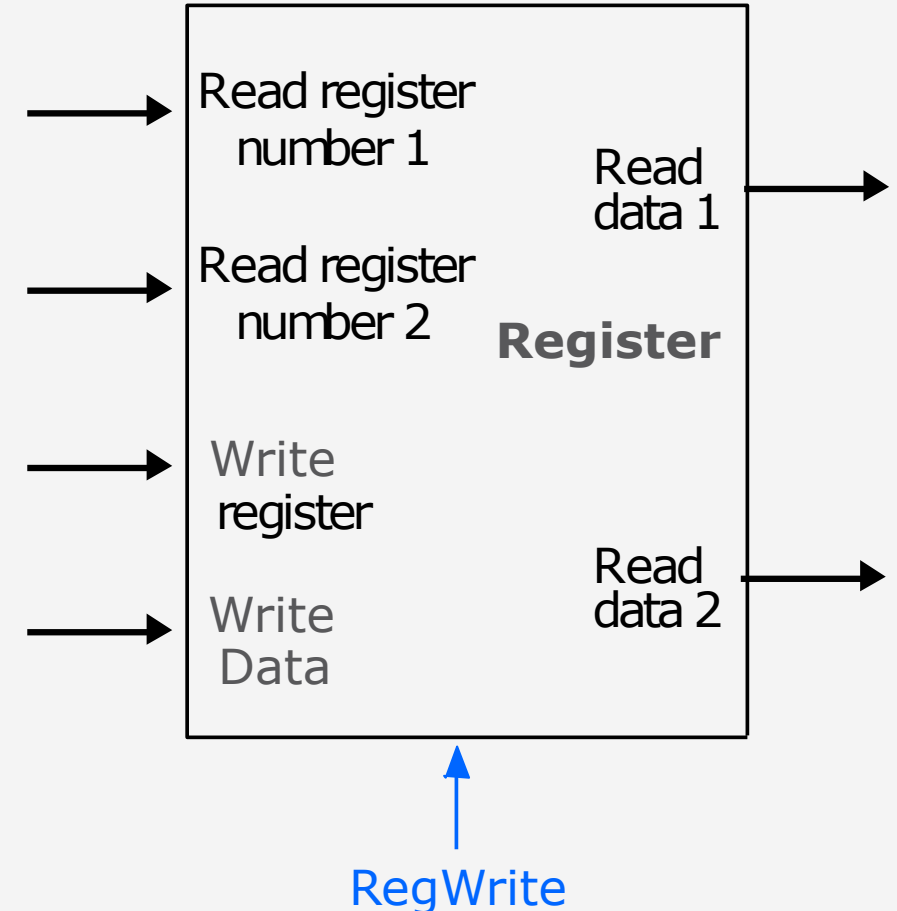 Read register
number 1
Read
data 1
Read register
number 2
Register
Write
register
Read
data 2
Write
Data
RegWrite